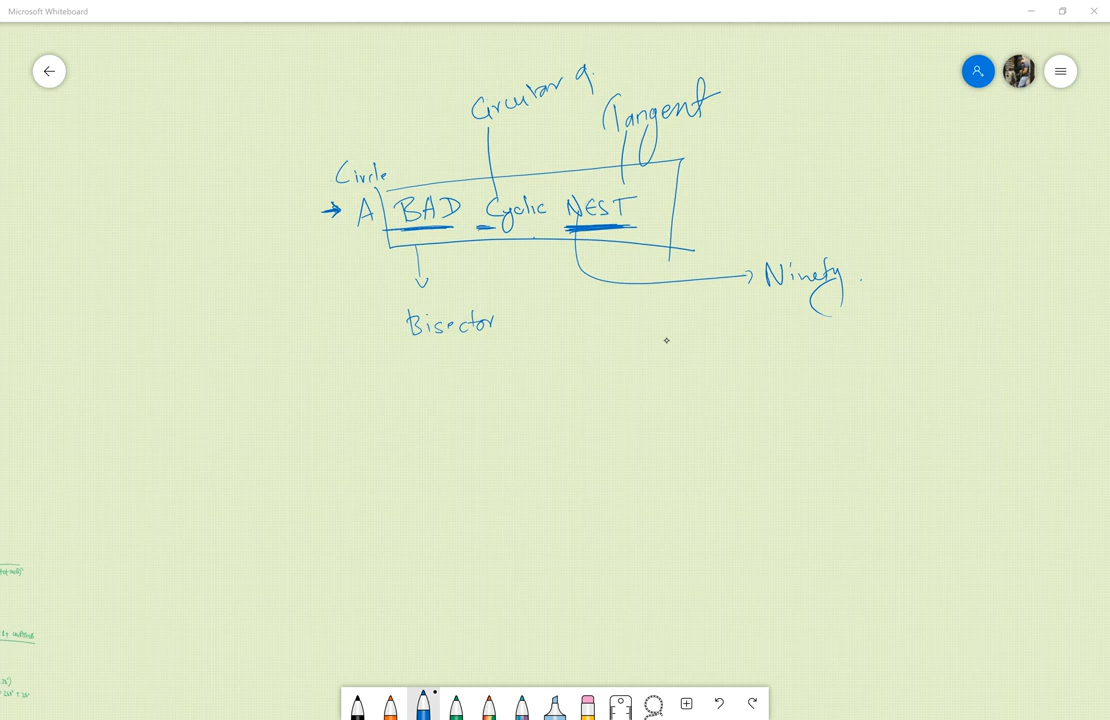 Microsoft Whiteboard
Circular q.
Tangent
Circle
A BAD Cyclic NEST
Ninety.
Bisector